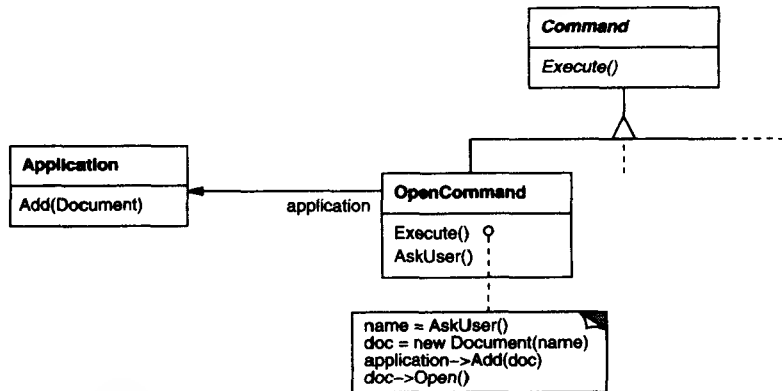 Command
Execute()
Application
Add(Document)
application
OpenCommand
Execute()
AskUser()
name = AskUser()
doc = new Document(name)
application->Add(doc)
doc->Open()